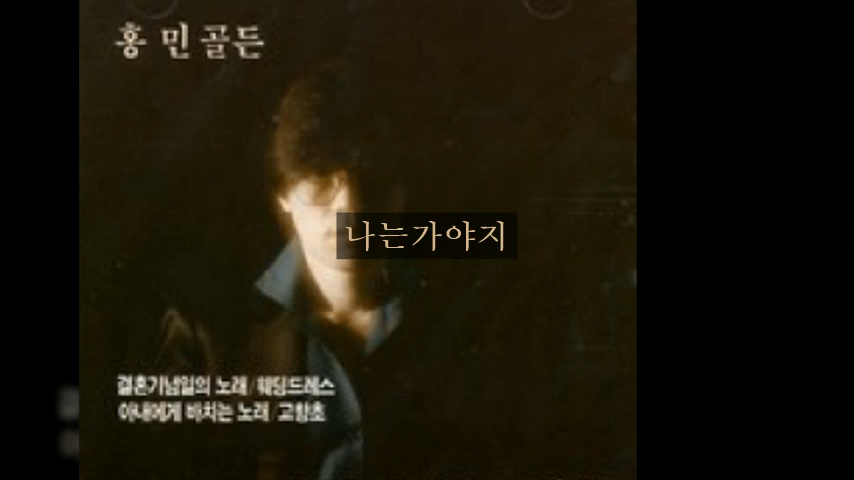 홍 민 골든
나는가야지
결혼기념일의 노래/웨딩드레스
아내에게 바치는 노래/고향초